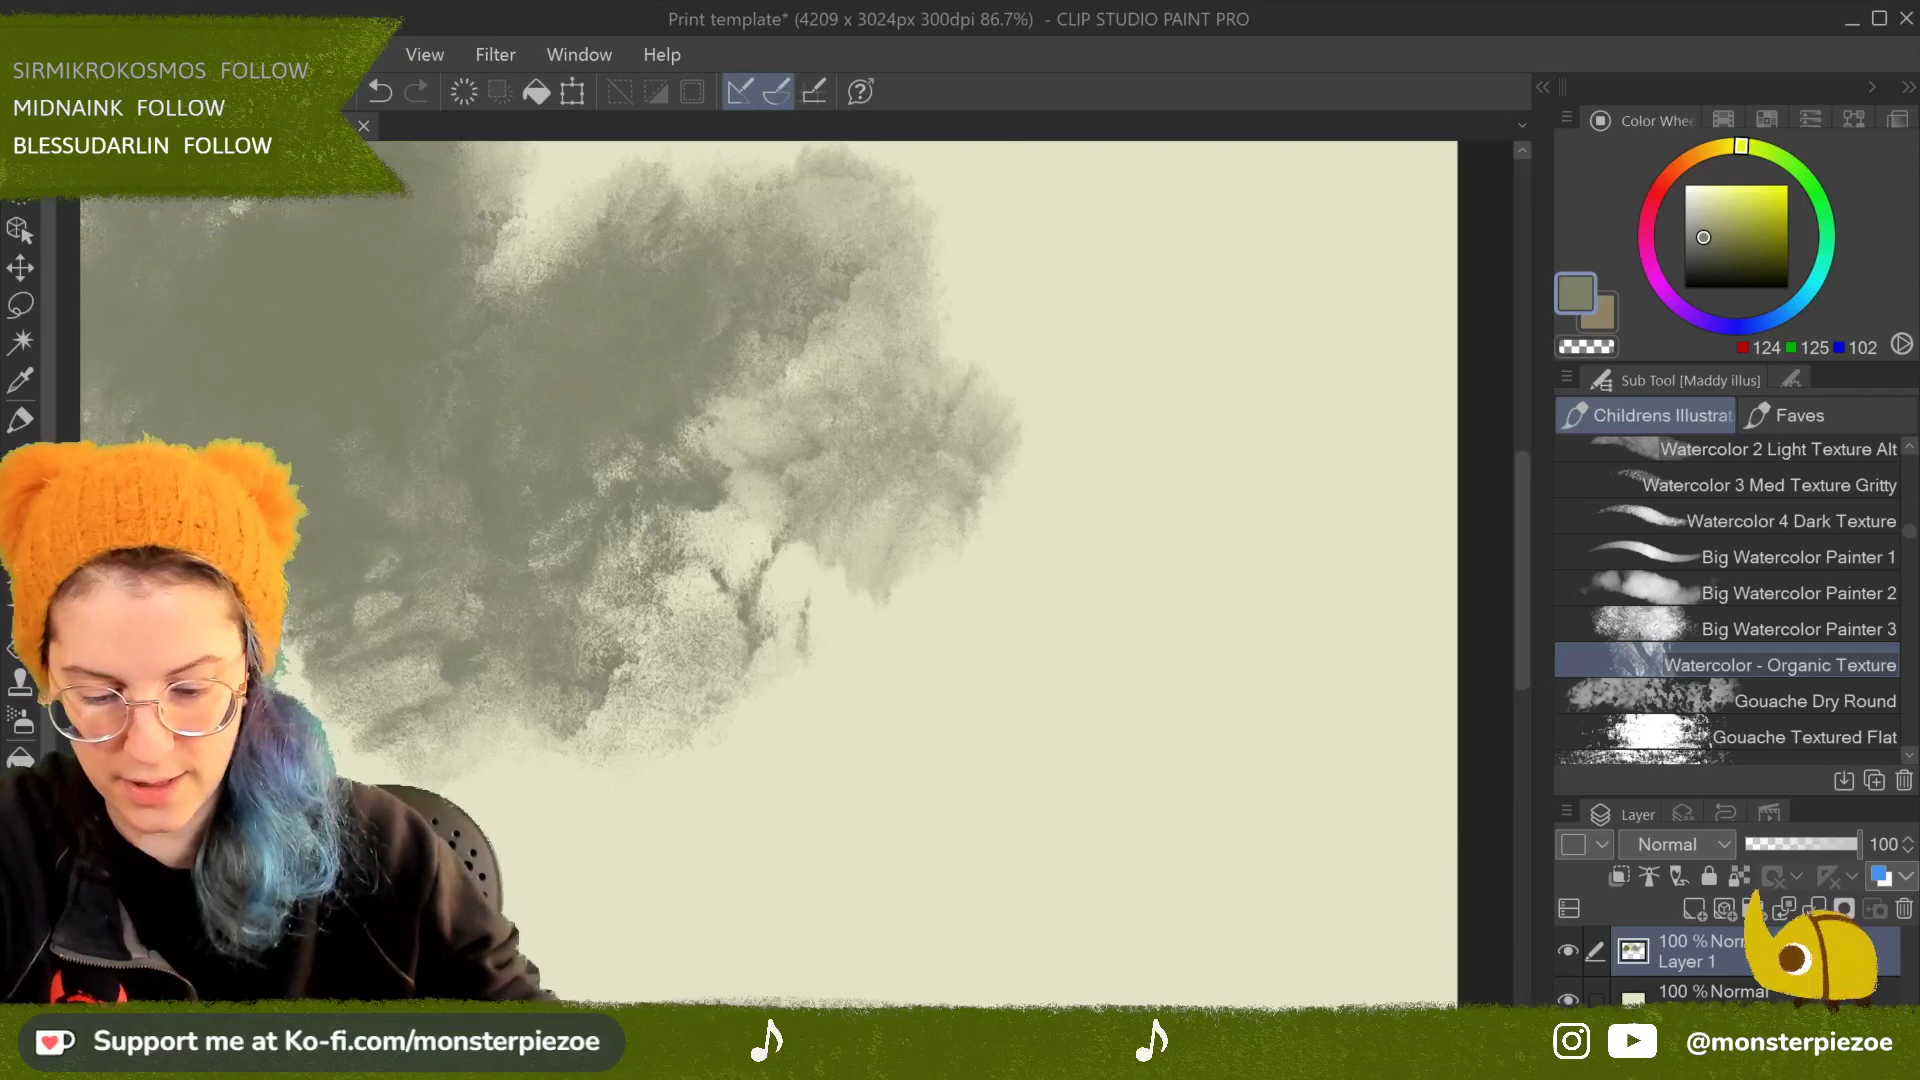 Print template* (4209 x 3024px 300dpi 86.7%) - CLIP STUDIO PAINT PRO
View Filter Window Help
SIRMIKROKOSMOS FOLLOW
MIDNAINK FOLLOW
BLESSUDARLIN FOLLOW
Color Whee
124 125 102
Sub Tool [Maddy illus]
Childrens Illustrat
Faves
Watercolor 2 Light Texture Alt
Watercolor 3 Med Texture Gritty
Watercolor 4 Dark Texture
Big Watercolor Painter 1
Big Watercolor Painter 2
Big Watercolor Painter 3
Watercolor - Organic Texture
Gouache Dry Round
Gouache Textured Flat
Layer
Normal 100
100 % Norm
Layer 1
100 % Normal
Support me at Ko-fi.com/monsterpiezoe
@monsterpiezoe